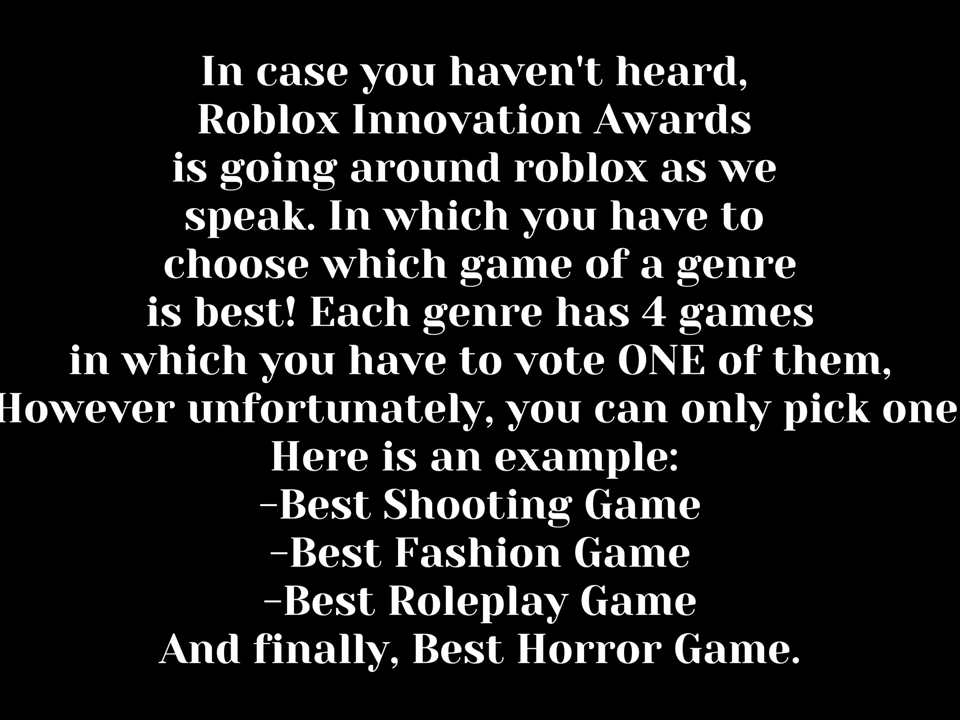 In case you haven't heard,
Roblox Innovation Awards
is going around roblox as we
speak. In which you have to
choose which game of a genre
is best! Each genre has 4 games
in which you have to vote ONE of them,
However unfortunately, you can only pick one
Here is an example:
-Best Shooting Game
-Best Fashion Game
-Best Roleplay Game
And finally, Best Horror Game.